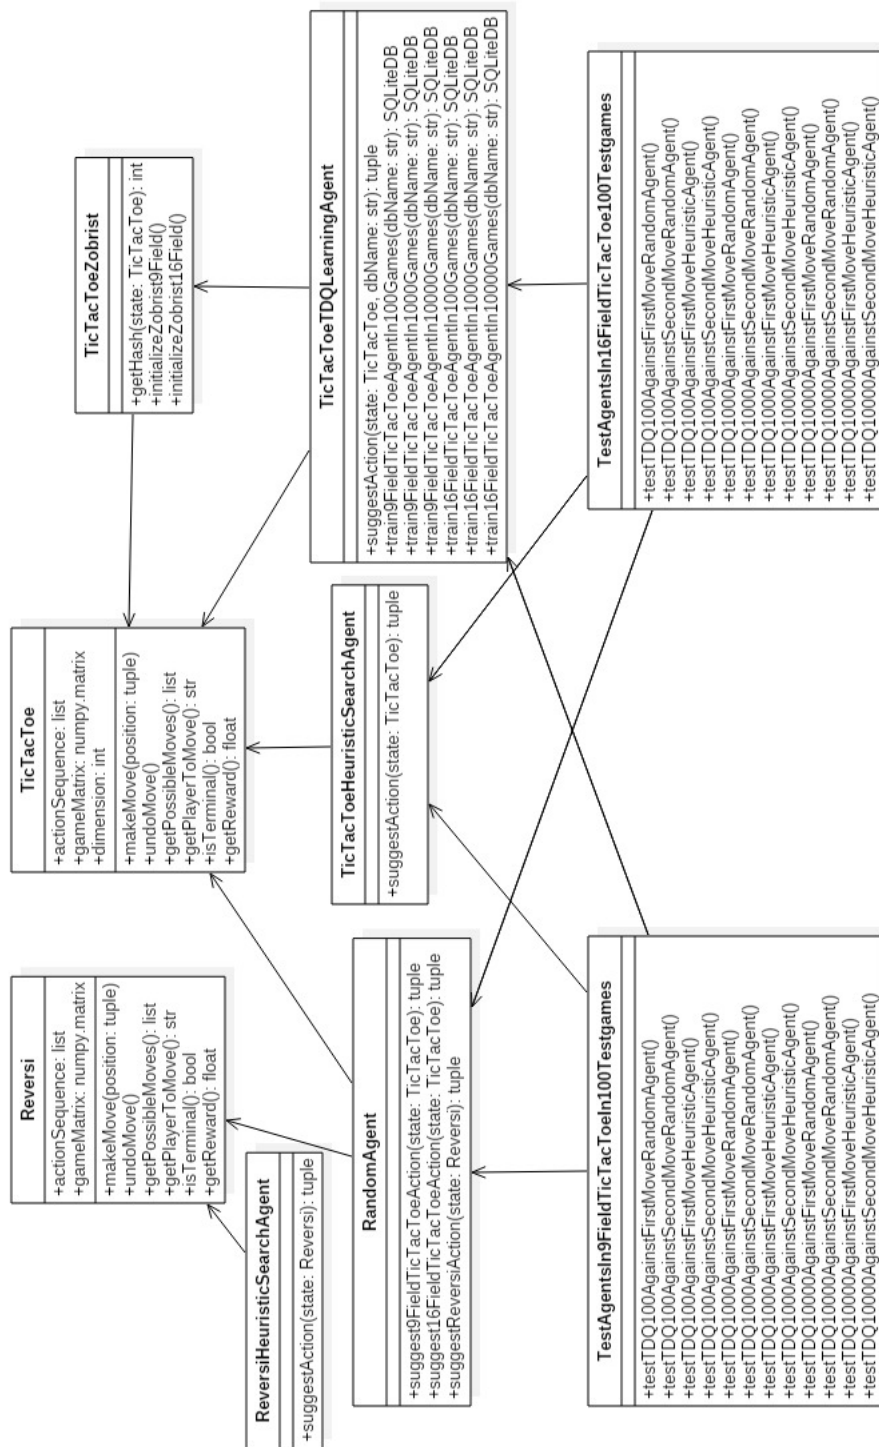 Reversi
+actionSequence: list
+gameMatrix: numpy.matrix
+makeMove(position: tuple)
+undoMove()
+getPossibleMoves(): list
+getPlayerToMove(): str
+isTerminal(): bool
+getReward(): float
TicTacToe
+actionSequence: list
+gameMatrix: numpy.matrix
+dimension: int
+makeMove(position: tuple)
+undoMove()
+getPossibleMoves(): list
+getPlayerToMove(): str
+isTerminal(): bool
+getReward(): float
TicTacToeZobrist
+getHash(state: TicTacToe): int
+initializeZobrist9Field()
+initializeZobrist16Field()
ReversiHeuristicSearchAgent
+suggestAction(state: Reversi): tuple
RandomAgent
+suggest9FieldTicTacToeAction(state: TicTacToe): tuple
+suggest16FieldTicTacToeAction(state: TicTacToe): tuple
+suggestReversiAction(state: Reversi): tuple
TicTacToeHeuristicSearchAgent
+suggestAction(state: TicTacToe): tuple
TicTacToeTDQLearningAgent
+suggestAction(state: TicTacToe, dbName: str): tuple
+train9FieldTicTacToeAgentIn100Games(dbName: str): SQLiteDB
+train9FieldTicTacToeAgentIn1000Games(dbName: str): SQLiteDB
+train9FieldTicTacToeAgentIn10000Games(dbName: str): SQLiteDB
+train16FieldTicTacToeAgentIn100Games(dbName: str): SQLiteDB
+train16FieldTicTacToeAgentIn1000Games(dbName: str): SQLiteDB
+train16FieldTicTacToeAgentIn10000Games(dbName: str): SQLiteDB
TestAgentsIn9FieldTicTacToeIn100Testgames
+testTDQ100AgainstFirstMoveRandomAgent()
+testTDQ100AgainstSecondMoveRandomAgent()
+testTDQ100AgainstFirstMoveHeuristicAgent()
+testTDQ100AgainstSecondMoveHeuristicAgent()
+testTDQ1000AgainstFirstMoveRandomAgent()
+testTDQ1000AgainstSecondMoveRandomAgent()
+testTDQ1000AgainstFirstMoveHeuristicAgent()
+testTDQ1000AgainstSecondMoveHeuristicAgent()
+testTDQ10000AgainstFirstMoveRandomAgent()
+testTDQ10000AgainstSecondMoveRandomAgent()
+testTDQ10000AgainstFirstMoveHeuristicAgent()
+testTDQ10000AgainstSecondMoveHeuristicAgent()
TestAgentsIn16FieldTicTacToe100Testgames
+testTDQ100AgainstFirstMoveRandomAgent()
+testTDQ100AgainstSecondMoveRandomAgent()
+testTDQ100AgainstFirstMoveHeuristicAgent()
+testTDQ100AgainstSecondMoveHeuristicAgent()
+testTDQ1000AgainstFirstMoveRandomAgent()
+testTDQ1000AgainstSecondMoveRandomAgent()
+testTDQ1000AgainstFirstMoveHeuristicAgent()
+testTDQ1000AgainstSecondMoveHeuristicAgent()
+testTDQ10000AgainstFirstMoveRandomAgent()
+testTDQ10000AgainstSecondMoveRandomAgent()
+testTDQ10000AgainstFirstMoveHeuristicAgent()
+testTDQ10000AgainstSecondMoveHeuristicAgent()